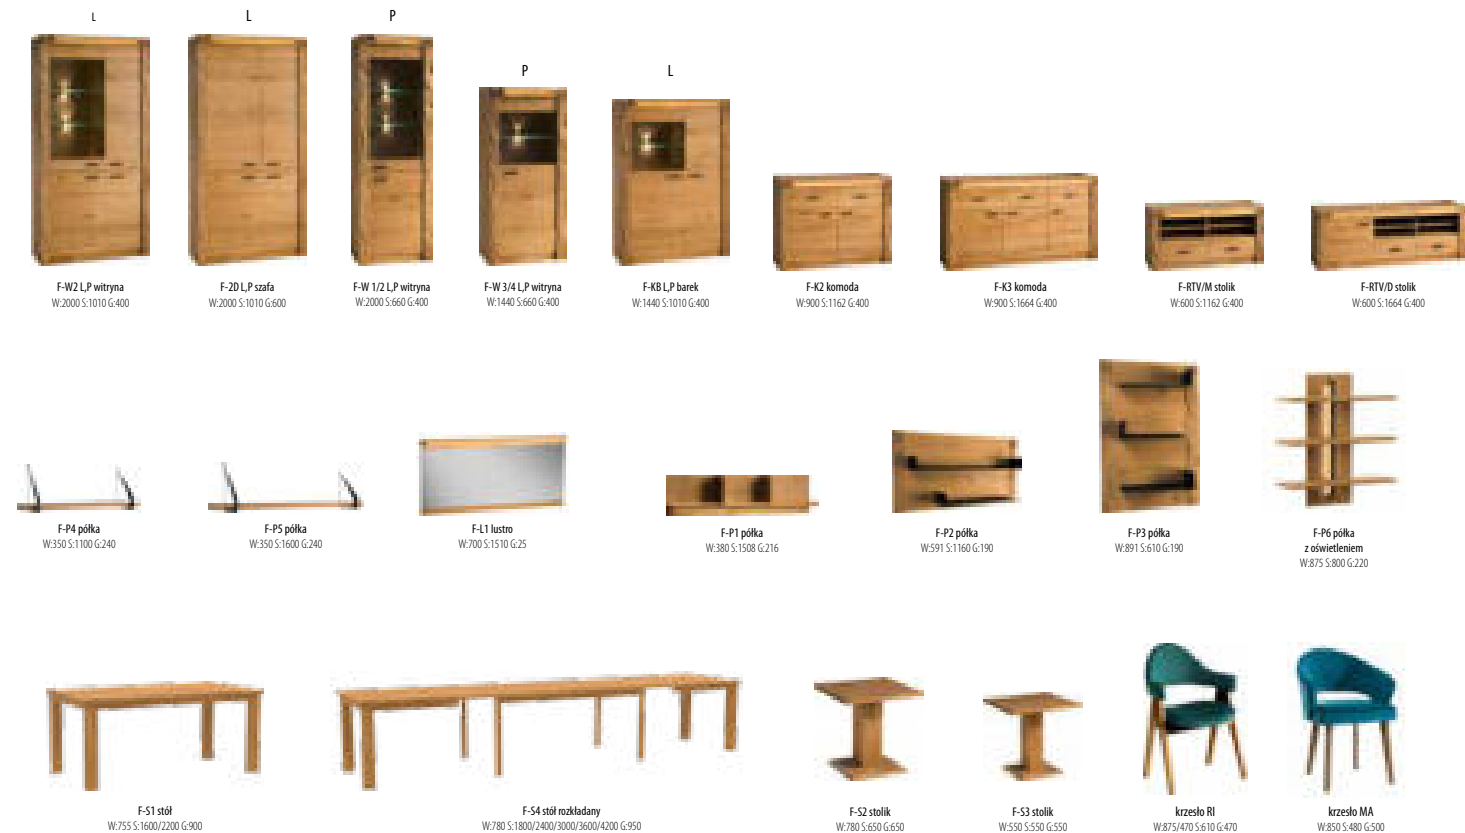 L
L
P
P
L
F-W2 L,P witryna
W:2000 S:1010 G:400
F-2D L,P szafa
W:2000 S:1010 G:600
F-W 1/2 L,P witryna
W:2000 S:660 G:400
F-W 3/4 L,P witryna
W:1440 S:660 G:400
F-KB L,P barek
W:1440 S:1010 G:400
F-K2 komoda
W:900 S:1162 G:400
F-K3 komoda
W:900 S:1664 G:400
F-RTV/M stolik
W:600 S:1162 G:400
F-RTV/D stolik
W:600 S:1664 G:400
F-P4 półka
W:350 S:1100 G:240
F-P5 półka
W:350 S:1600 G:240
F-L1 lustro
W:700 S:1510 G:25
F-P1 półka
W:380 S:1508 G:216
F-P2 półka
W:591 S:1160 G:190
F-P3 półka
W:891 S:610 G:190
F-P6 półka
z oświetleniem
W:875 S:800 G:220
F-S1 stół
W:755 S:1600/2200 G:900
F-S4 stół rozkładany
W:780 S:1800/2400/3000/3600/4200 G:950
F-S2 stolik
W:780 S:650 G:650
F-S3 stolik
W:550 S:550 G:550
krzesło RI
W:875/470 S:610 G:470
krzesło MA
W:850 S:480 G:500